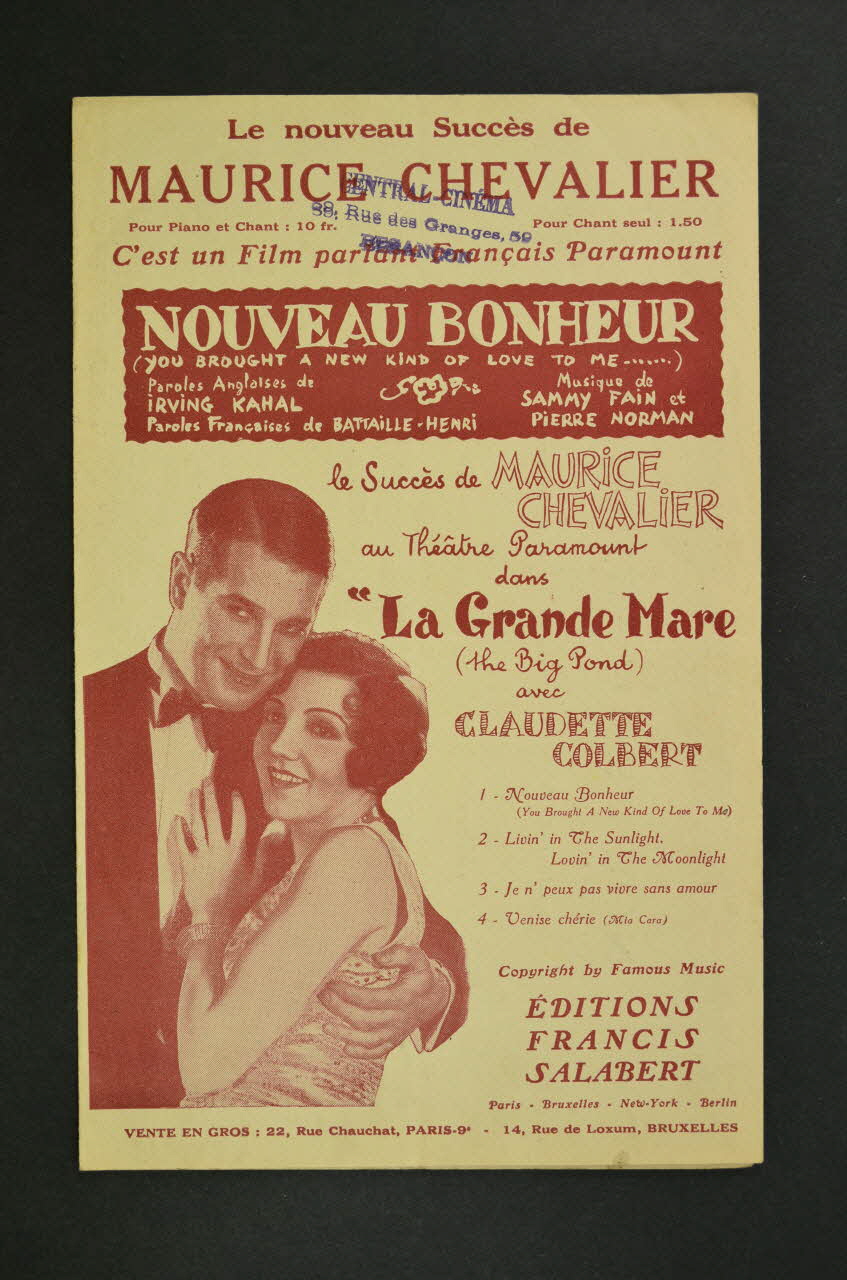 Le nouveau Succès de
MAURICE CHEVALIER
CENTRAL-CINÉMA
Rue des Granges, 59
BESANÇON
Pour Piano et Chant : 10 fr.
Pour Chant seul : 1.50
C'est un Film parlant Français Paramount
NOUVEAU BONHEUR
(YOU BROUGHT A NEW KIND OF LOVE TO ME.......)
Paroles Anglaises de
IRVING KAHAL
Paroles Françaises de BATTAILLE-HENRI
Musique de
SAMMY FAIN et
PIERRE NORMAN
le Succès de MAURICE
CHEVALIER
au Théâtre Paramount
dans
"La Grande Mare
(the Big Pond)
avec
CLAUDETTE
COLBERT
1 - Nouveau Bonheur
(You Brought A New Kind Of Love To Me)
2 - Livin' in The Sunlight.
Lovin' in The Moonlight
3 - Je n' peux pas vivre sans amour
4 - Venise chérie (Mia Cara)
Copyright by Famous Music
ÉDITIONS
FRANCIS
SALABERT
Paris - Bruxelles - New-York - Berlin
VENTE EN GROS : 22, Rue Chauchat, PARIS-9e - 14, Rue de Loxum, BRUXELLES